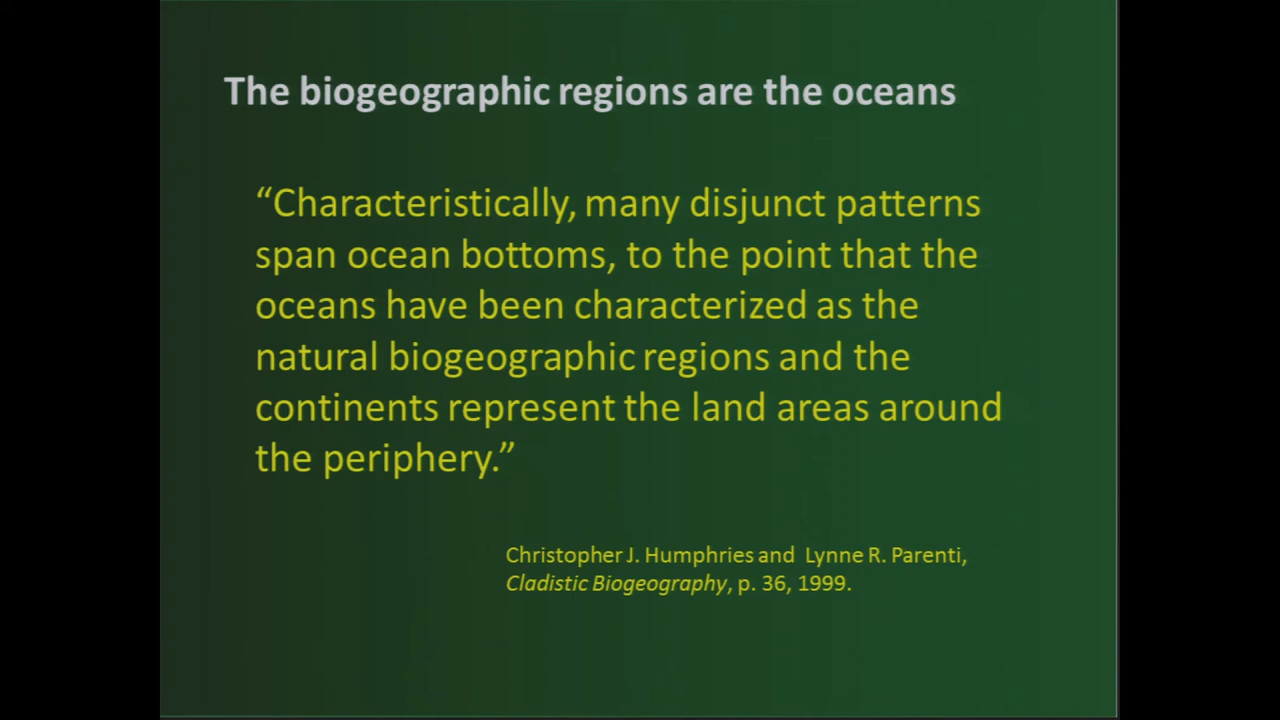 The biogeographic regions are the oceans
“Characteristically, many disjunct patterns
span ocean bottoms, to the point that the
oceans have been characterized as the
natural biogeographic regions and the
continents represent the land areas around
the periphery.”
Christopher J. Humphries and Lynne R. Parenti,
Cladistic Biogeography, p. 36, 1999.